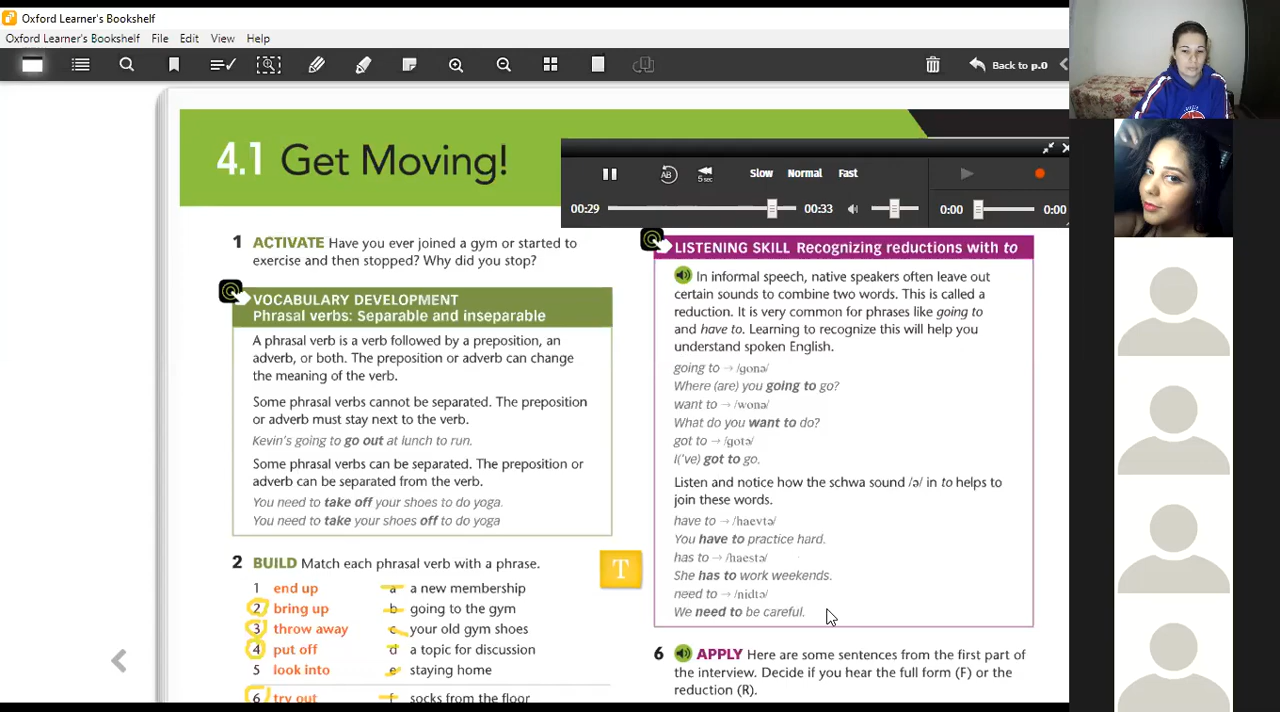 Oxford Learner's Bookshelf
Oxford Learner's Bookshelf File Edit View Help
Back to p.0
4.1 Get Moving!
AB
5 sec
Slow Normal Fast
00:29
00:33
0:00
0:00
1 ACTIVATE Have you ever joined a gym or started to
exercise and then stopped? Why did you stop?
VOCABULARY DEVELOPMENT
Phrasal verbs: Separable and inseparable
A phrasal verb is a verb followed by a preposition, an
adverb, or both. The preposition or adverb can change
the meaning of the verb.
Some phrasal verbs cannot be separated. The preposition
or adverb must stay next to the verb.
Kevin's going to go out at lunch to run.
Some phrasal verbs can be separated. The preposition or
adverb can be separated from the verb.
You need to take off your shoes to do yoga.
You need to take your shoes off to do yoga
2 BUILD Match each phrasal verb with a phrase.
1 end up a a new membership
2 bring up b going to the gym
3 throw away c your old gym shoes
4 put off d a topic for discussion
5 look into e staying home
6 try out f socks from the floor
T
LISTENING SKILL Recognizing reductions with to
In informal speech, native speakers often leave out
certain sounds to combine two words. This is called a
reduction. It is very common for phrases like going to
and have to. Learning to recognize this will help you
understand spoken English.
going to → /gonə/
Where (are) you going to go?
want to → /wonə/
What do you want to do?
got to → /gotə/
I('ve) got to go.
Listen and notice how the schwa sound /ə/ in to helps to
join these words.
have to → /haevtə/
You have to practice hard.
has to → /haestə/
She has to work weekends.
need to → /nidtə/
We need to be careful.
6 APPLY Here are some sentences from the first part of
the interview. Decide if you hear the full form (F) or the
reduction (R).